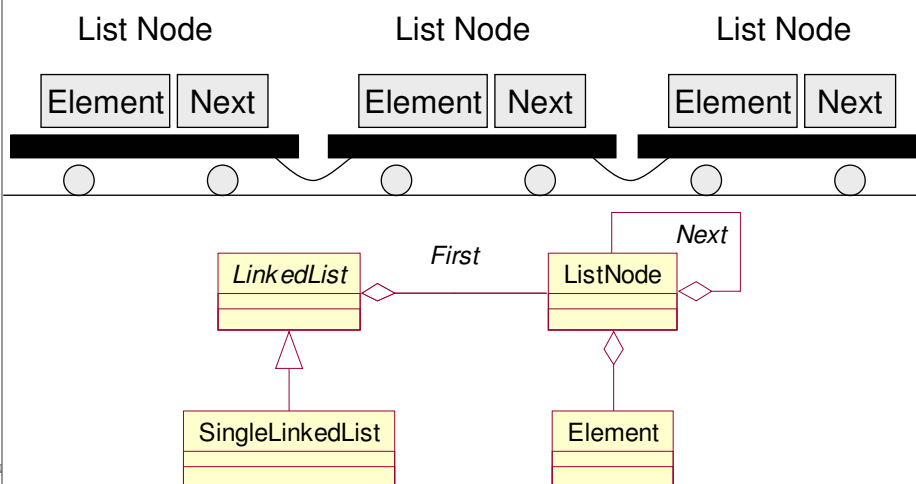 List Node List Node List Node
Element Next Element Next Element Next
Next
First
LinkedList ListNode
SingleLinkedList Element